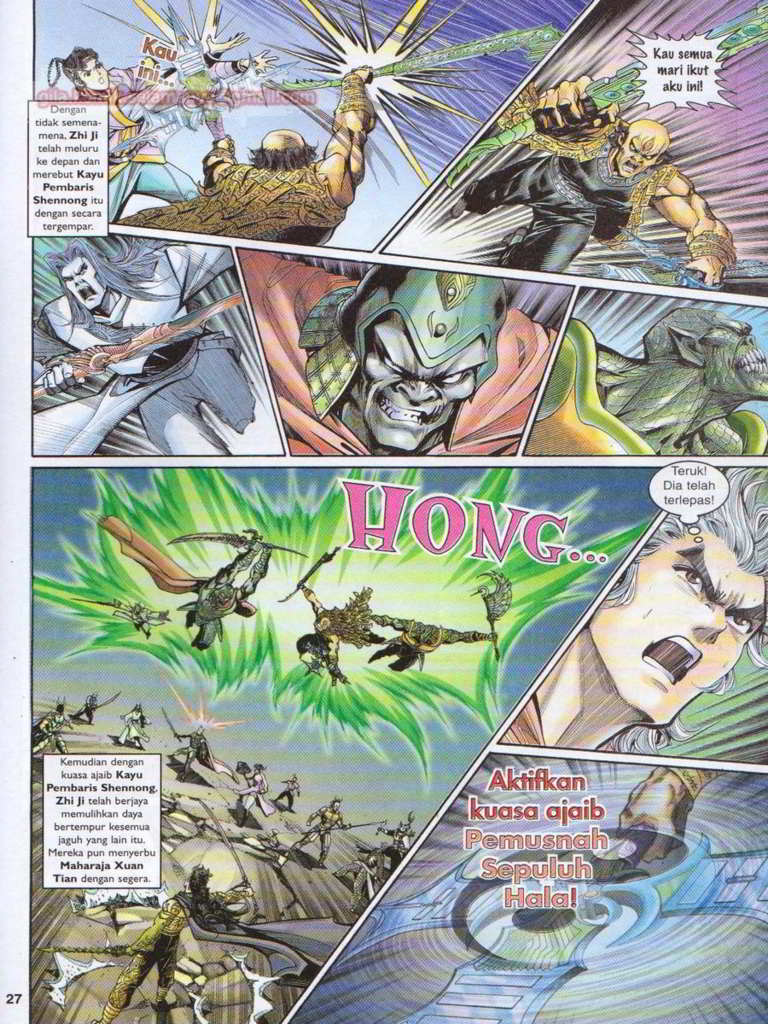 Kau
ini...?
Dengan
tidak semena-
mena, Zhi Ji
telah meluru
ke depan dan
merebut Kayu
Pembaris
Shennong itu
dengan secara
tergempar.
Kau semua
mari ikut
aku ini!
HONG...
Teruk!
Dia telah
terlepas!
Kemudian dengan
kuasa ajaib Kayu
Pembaris Shennong,
Zhi Ji telah berjaya
memulihkan daya
bertempur kesemua
jaguh yang lain itu.
Mereka pun menyerbu
Maharaja Xuan
Tian dengan segera.
Aktifkan
kuasa ajaib
Pemusnah
Sepuluh
Hala!
27